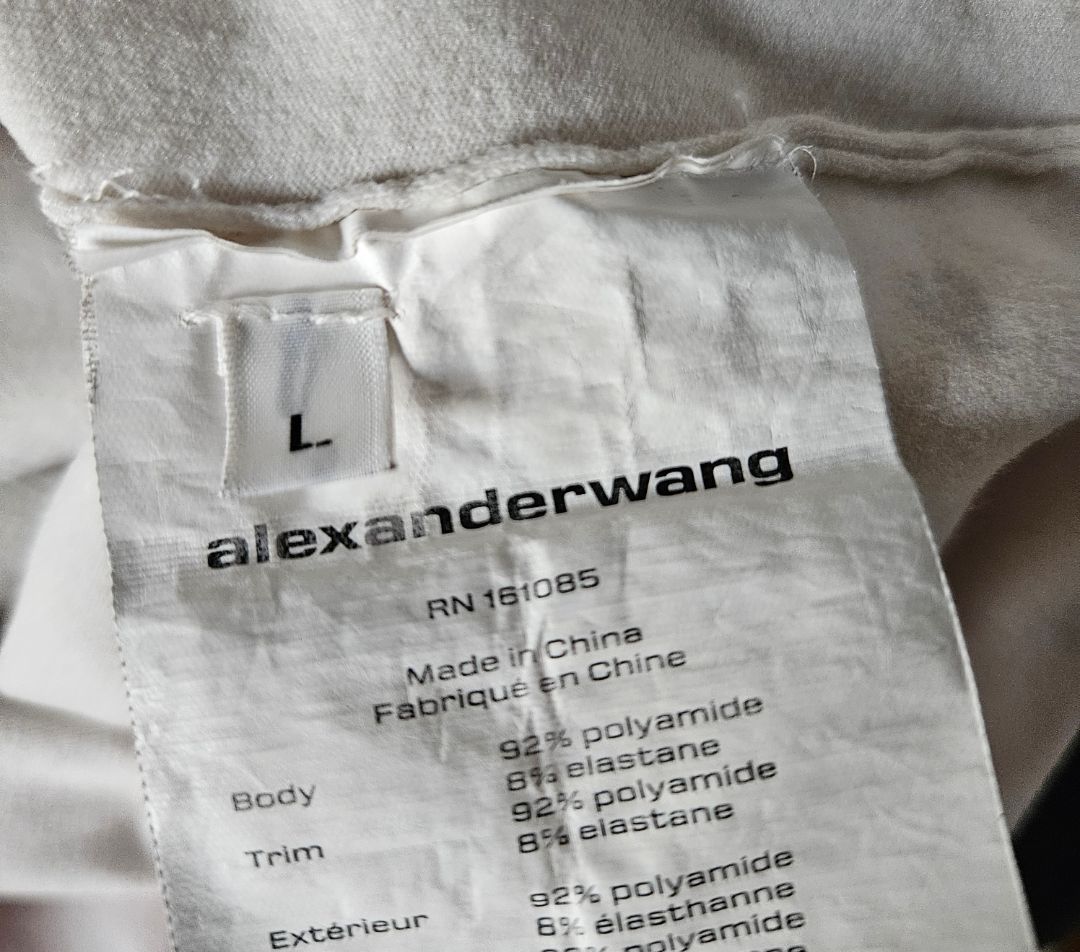 L.
alexanderwang
RN 161085
Made in China
Fabriqué en Chine
92% polyamide
Body 8% elastane
92% polyamide
Trim 8% elastane
92% polyamide
Extérieur 8% élasthanne
polyamide